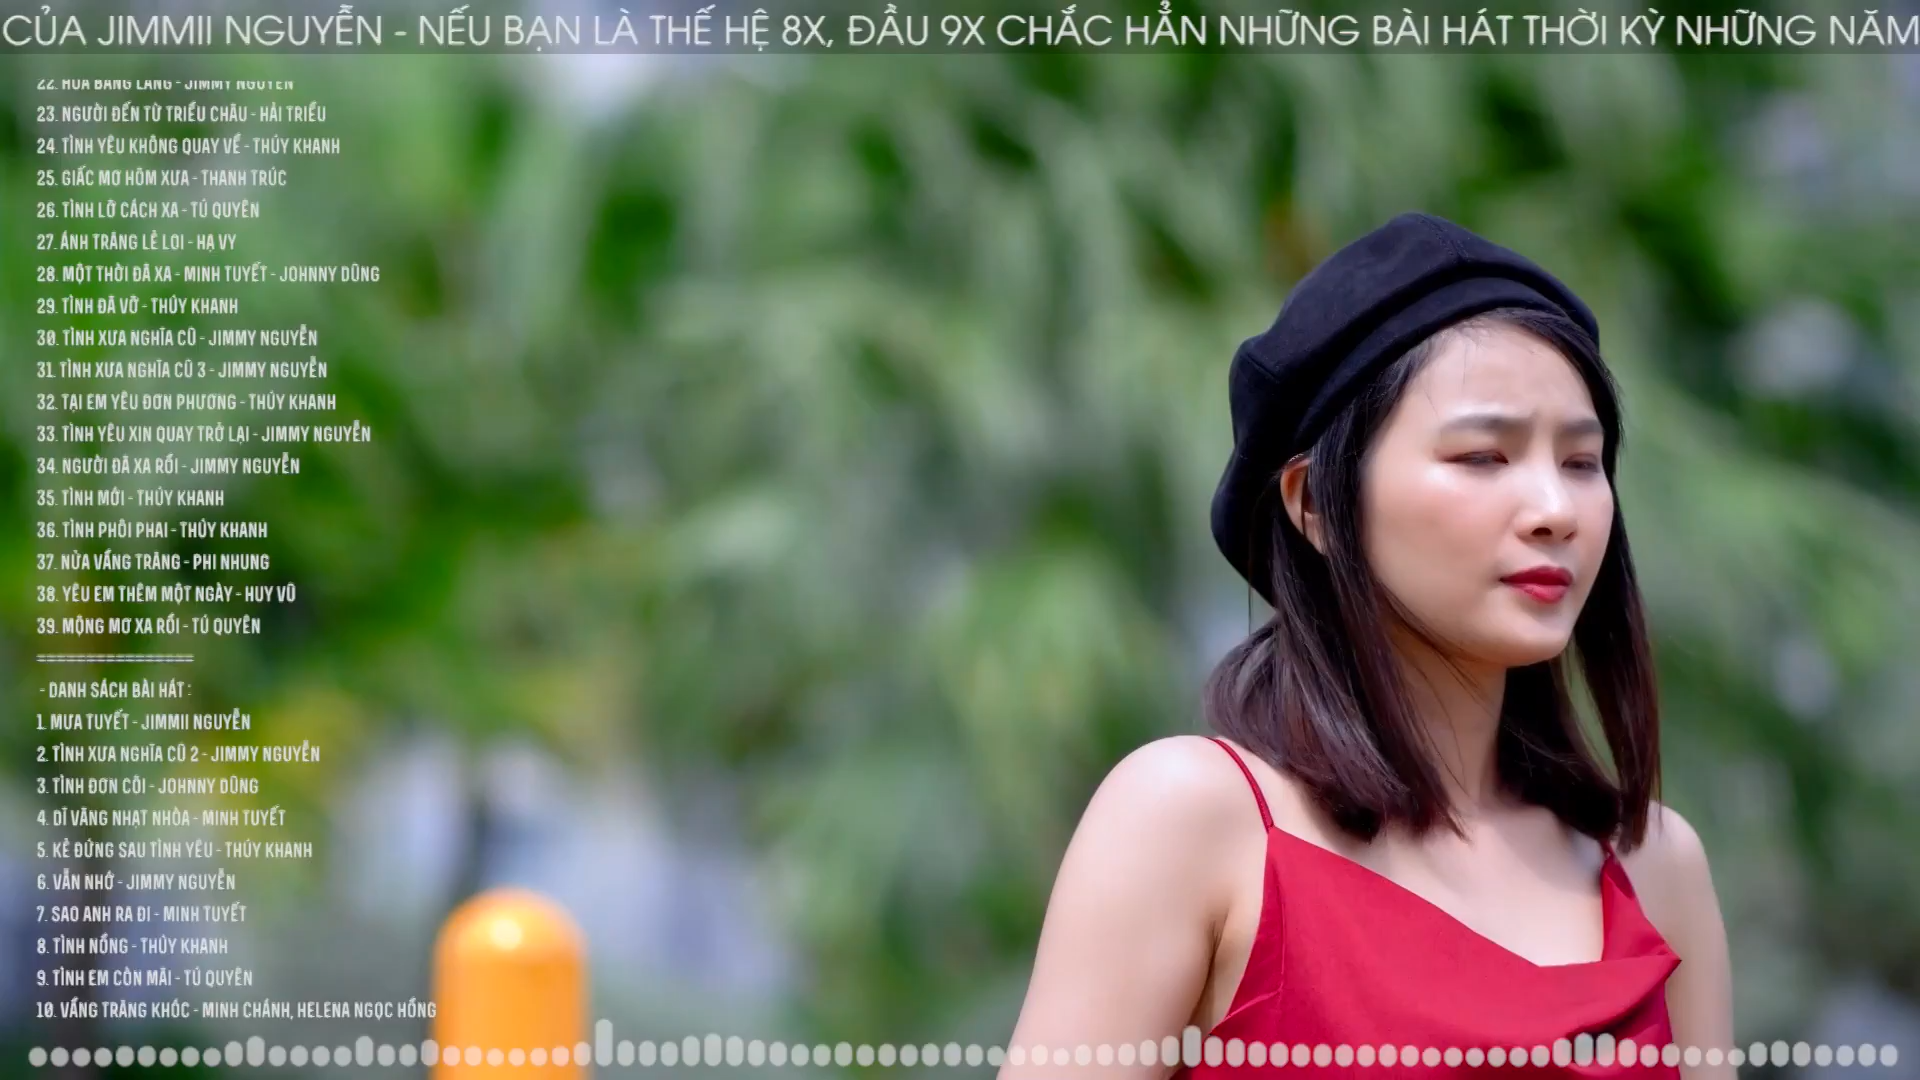 CỦA JIMMII NGUYỄN - NẾU BẠN LÀ THẾ HỆ 8X, ĐẦU 9X CHẮC HẲN NHỮNG BÀI HÁT THỜI KỲ NHỮNG NĂM
22. HOA BẰNG LĂNG - JIMMY NGUYỄN
23. NGƯỜI ĐẾN TỪ TRIỀU CHÂU - HẢI TRIỀU
24. TÌNH YÊU KHÔNG QUAY VỀ - THÚY KHANH
25. GIẤC MƠ HÔM XƯA - THANH TRÚC
26. TÌNH LỠ CÁCH XA - TÚ QUYÊN
27. ÁNH TRĂNG LẺ LOI - HẠ VY
28. MỘT THỜI ĐÃ XA - MINH TUYẾT - JOHNNY DŨNG
29. TÌNH ĐÃ VỠ - THÚY KHANH
30. TÌNH XƯA NGHĨA CŨ - JIMMY NGUYỄN
31. TÌNH XƯA NGHĨA CŨ 3 - JIMMY NGUYỄN
32. TẠI EM YÊU ĐƠN PHƯƠNG - THÚY KHANH
33. TÌNH YÊU XIN QUAY TRỞ LẠI - JIMMY NGUYỄN
34. NGƯỜI ĐÃ XA RỒI - JIMMY NGUYỄN
35. TÌNH MỚI - THÚY KHANH
36. TÌNH PHÔI PHAI - THÚY KHANH
37. NỬA VẦNG TRĂNG - PHI NHUNG
38. YÊU EM THÊM MỘT NGÀY - HUY VŨ
39. MỘNG MƠ XA RỒI - TÚ QUYÊN
================
- DANH SÁCH BÀI HÁT :
1. MƯA TUYẾT - JIMMII NGUYỄN
2. TÌNH XƯA NGHĨA CŨ 2 - JIMMY NGUYỄN
3. TÌNH ĐƠN CÔI - JOHNNY DŨNG
4. DĨ VÃNG NHẠT NHÒA - MINH TUYẾT
5. KẺ ĐỨNG SAU TÌNH YÊU - THÚY KHANH
6. VẪN NHỚ - JIMMY NGUYỄN
7. SAO ANH RA ĐI - MINH TUYẾT
8. TÌNH NỒNG - THÚY KHANH
9. TÌNH EM CÒN MÃI - TÚ QUYÊN
10. VẦNG TRĂNG KHÓC - MINH CHÁNH, HELENA NGỌC HỒNG